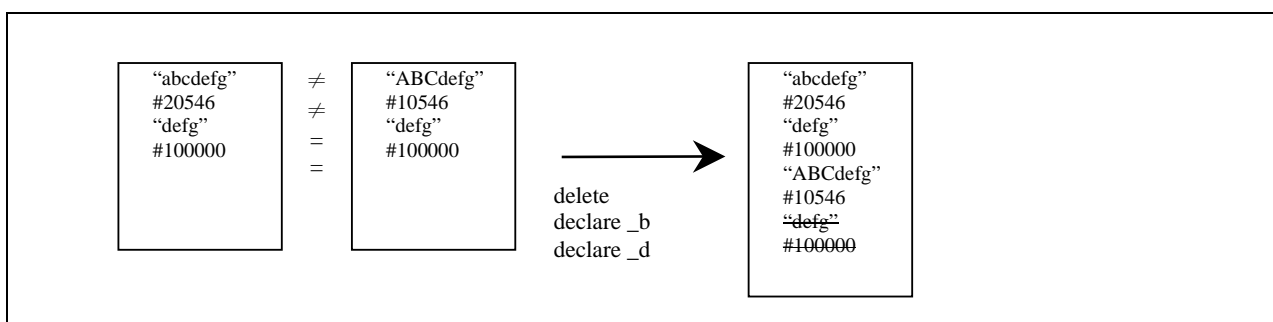 “abcdefg”
#20546
“defg”
#100000
≠
≠
=
=
“ABCdefg”
#10546
“defg”
#100000
delete
declare _b
declare _d
“abcdefg”
#20546
“defg”
#100000
“ABCdefg”
#10546
“defg”
#100000